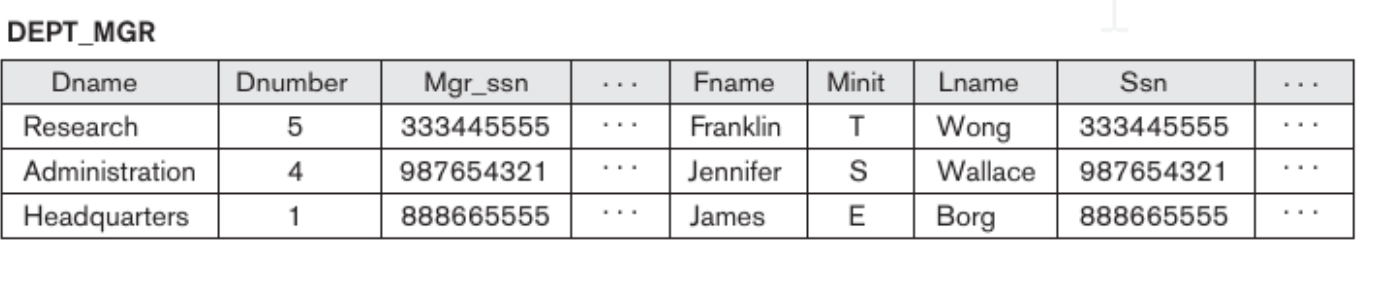 DEPT_MGR
Dname Dnumber Mgr_ssn ... Fname Minit Lname Ssn ...
Research 5 333445555 ... Franklin T Wong 333445555 ...
Administration 4 987654321 ... Jennifer S Wallace 987654321 ...
Headquarters 1 888665555 ... James E Borg 888665555 ...